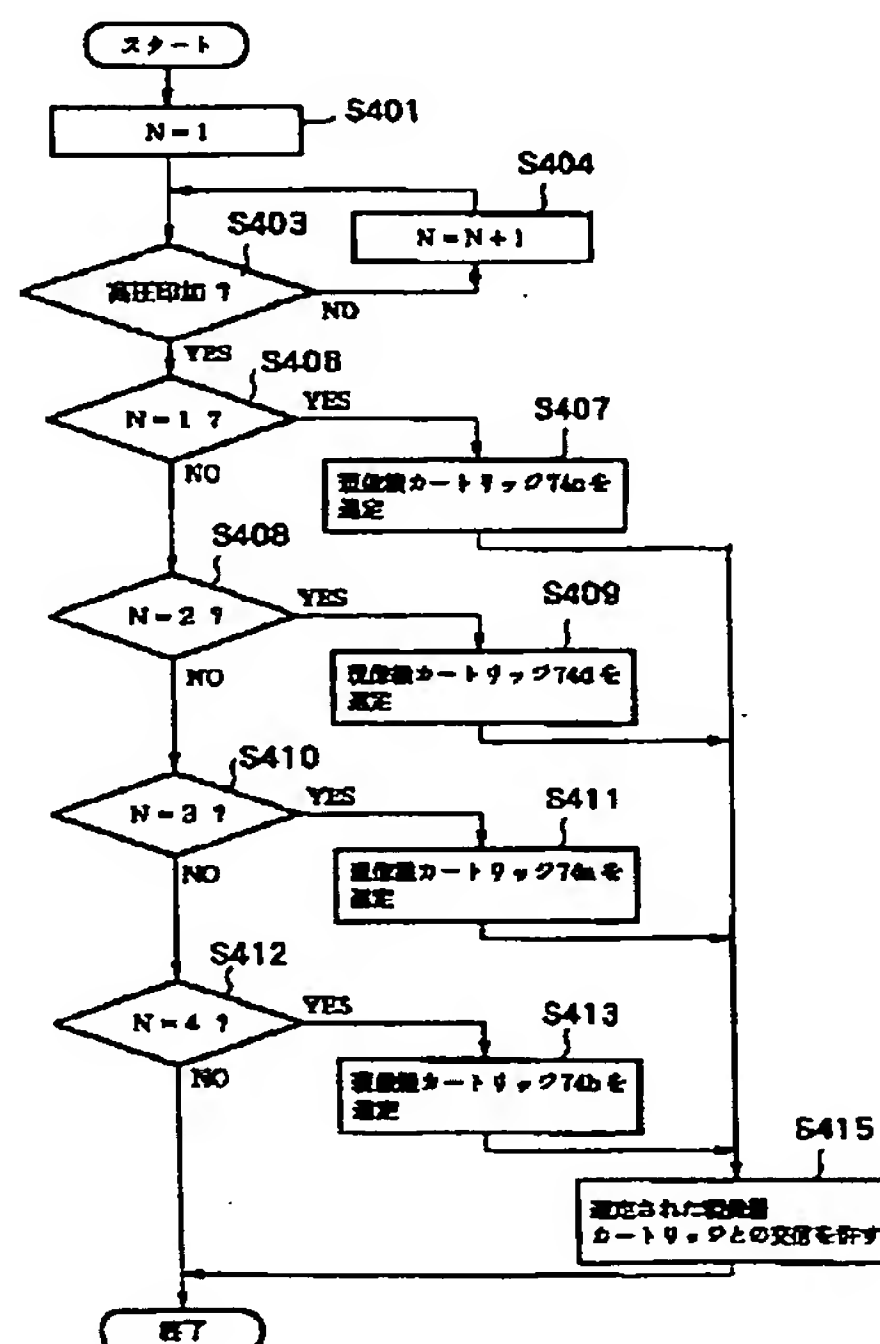 スタート
S401
N=1
S404
N=N+1
S403
高圧印加?
NO
YES
S406
N=1?
YES
NO
S407
現像器カートリッジ74cを
選定
S408
N=2?
YES
NO
S409
現像器カートリッジ74dを
選定
S410
N=3?
YES
NO
S411
現像器カートリッジ74aを
選定
S412
N=4?
YES
NO
S413
現像器カートリッジ74bを
選定
S415
選定された現像器
カートリッジとの交信を許す
終了